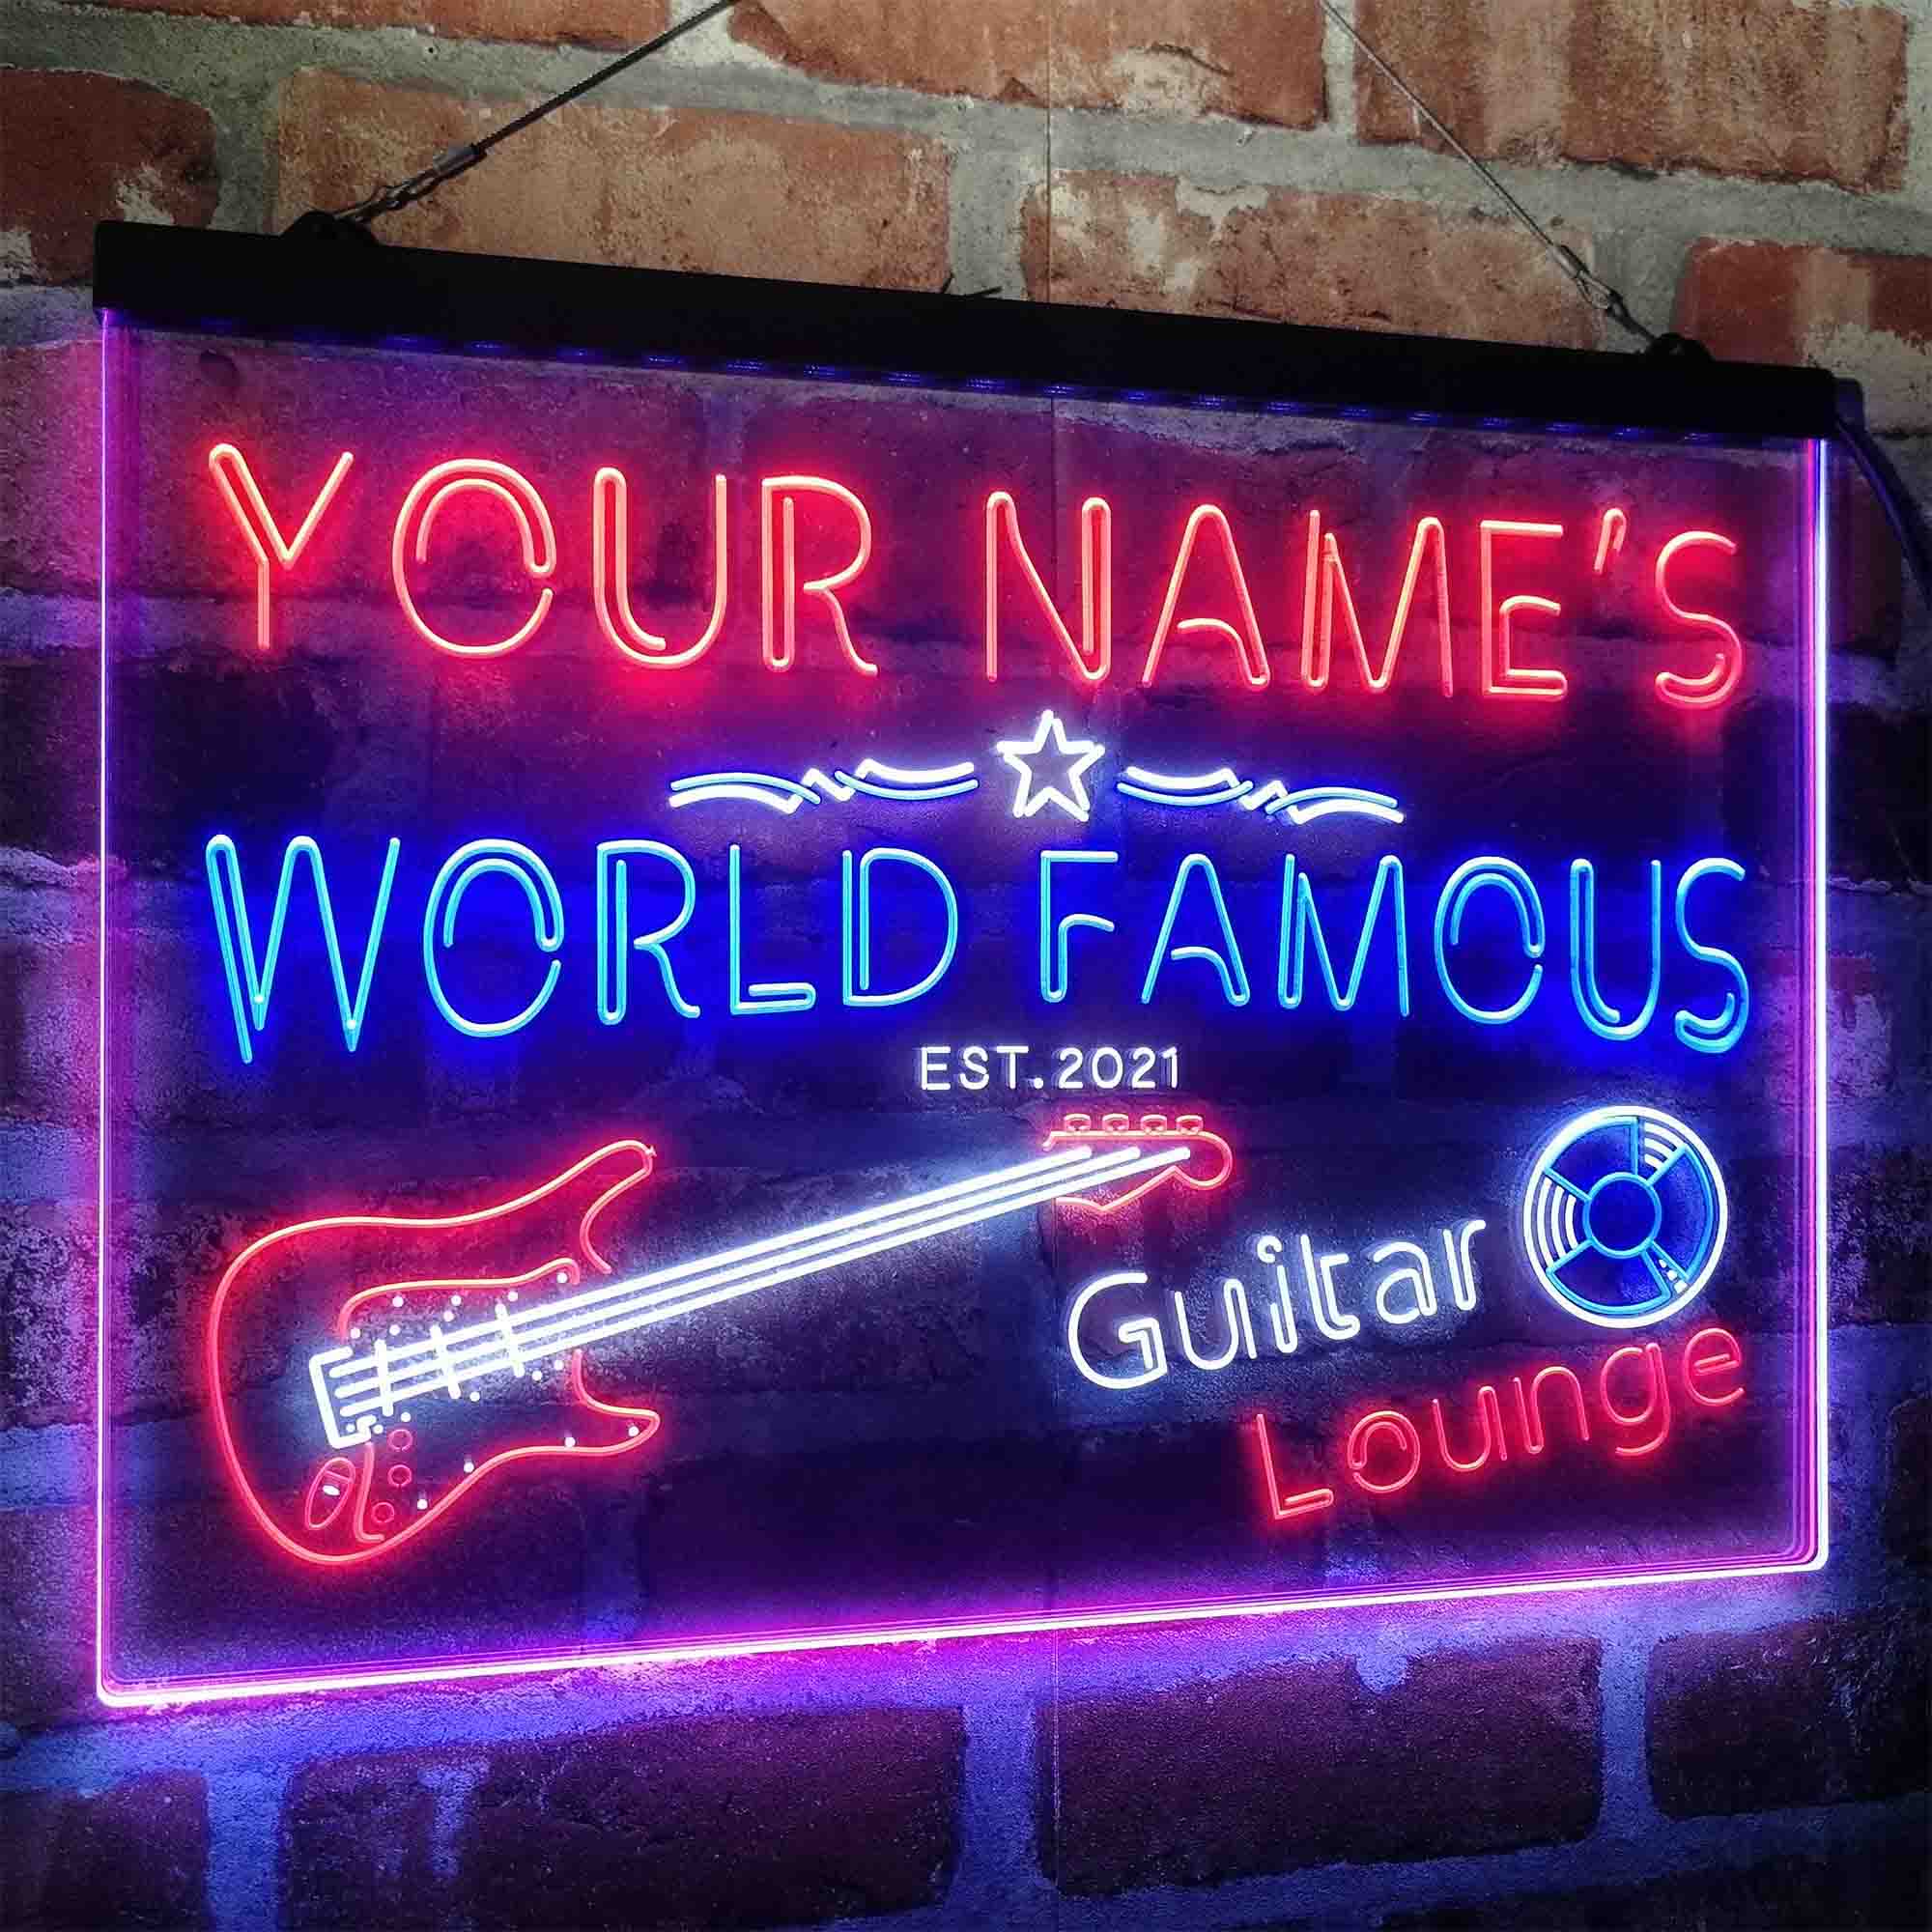 YOUR NAME'S
WORLD FAMOUS
EST.2021
Guitar
Lounge